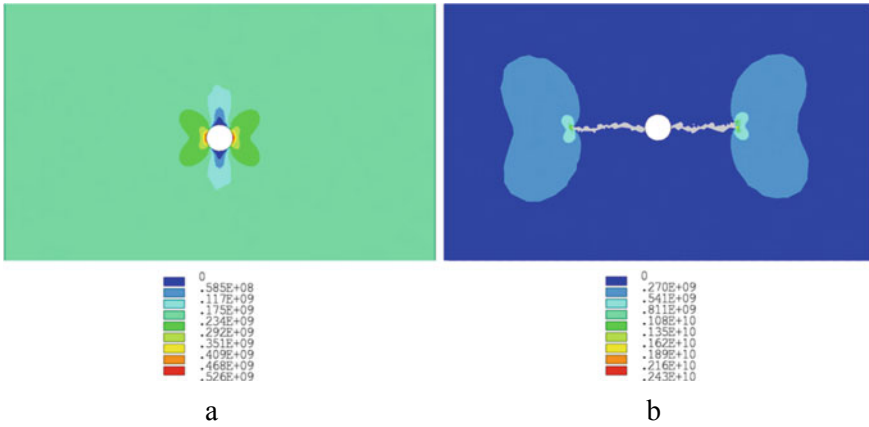 0
.585E+08
.117E+09
.175E+09
.234E+09
.292E+09
.351E+09
.409E+09
.468E+09
.526E+09
0
.270E+09
.541E+09
.811E+09
.108E+10
.135E+10
.162E+10
.189E+10
.216E+10
.243E+10
a
b